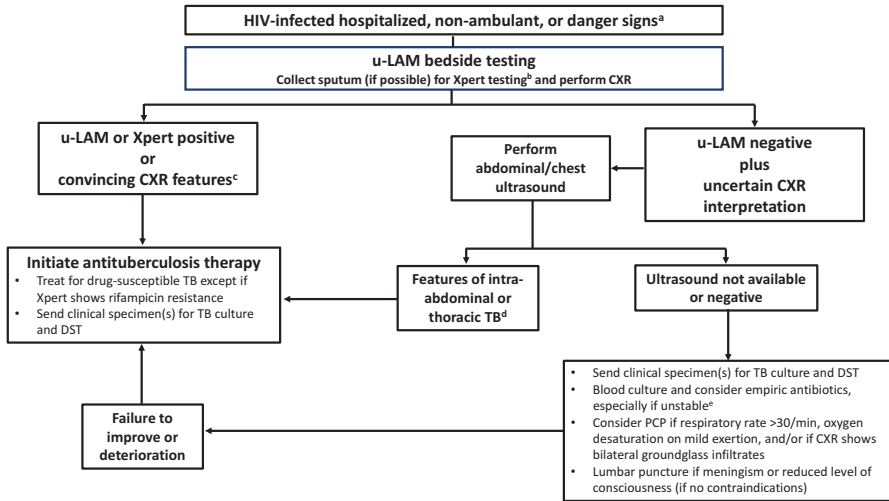 HIV-infected hospitalized, non-ambulant, or danger signsᵃ
u-LAM bedside testing
Collect sputum (if possible) for Xpert testingᵇ and perform CXR
u-LAM or Xpert positive
or
convincing CXR featuresᶜ
Perform
abdominal/chest
ultrasound
u-LAM negative
plus
uncertain CXR
interpretation
Initiate antituberculosis therapy
• Treat for drug-susceptible TB except if
Xpert shows rifampicin resistance
• Send clinical specimen(s) for TB culture
and DST
Features of intra-
abdominal or
thoracic TBᵈ
Ultrasound not available
or negative
• Send clinical specimen(s) for TB culture and DST
• Blood culture and consider empiric antibiotics,
especially if unstableᵉ
• Consider PCP if respiratory rate >30/min, oxygen
desaturation on mild exertion, and/or if CXR shows
bilateral groundglass infiltrates
• Lumbar puncture if meningism or reduced level of
consciousness (if no contraindications)
Failure to
improve or
deterioration